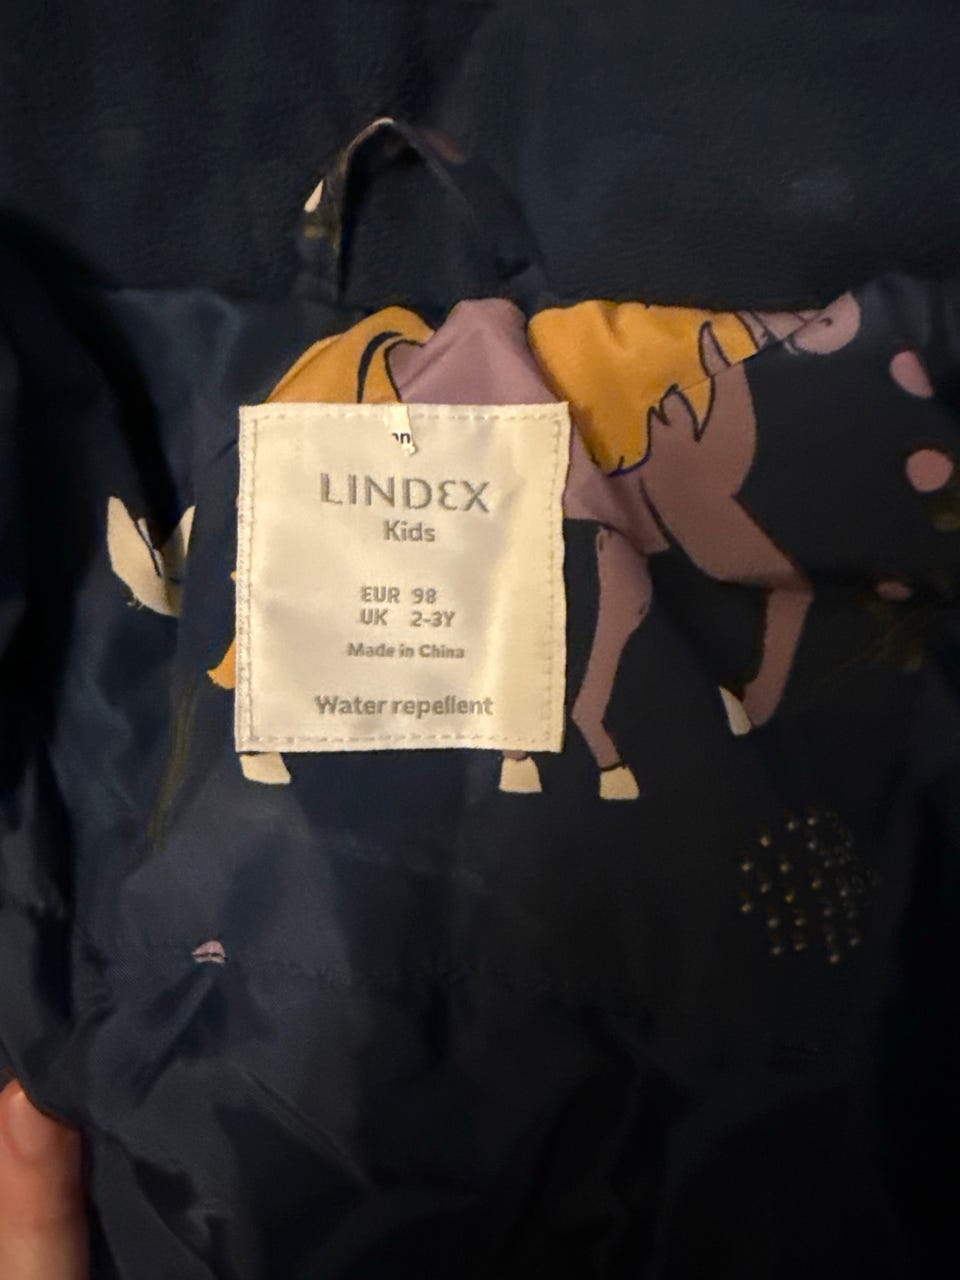 LINDEX
Kids
EUR 98
UK 2-3Y
Made in China
Water repellent